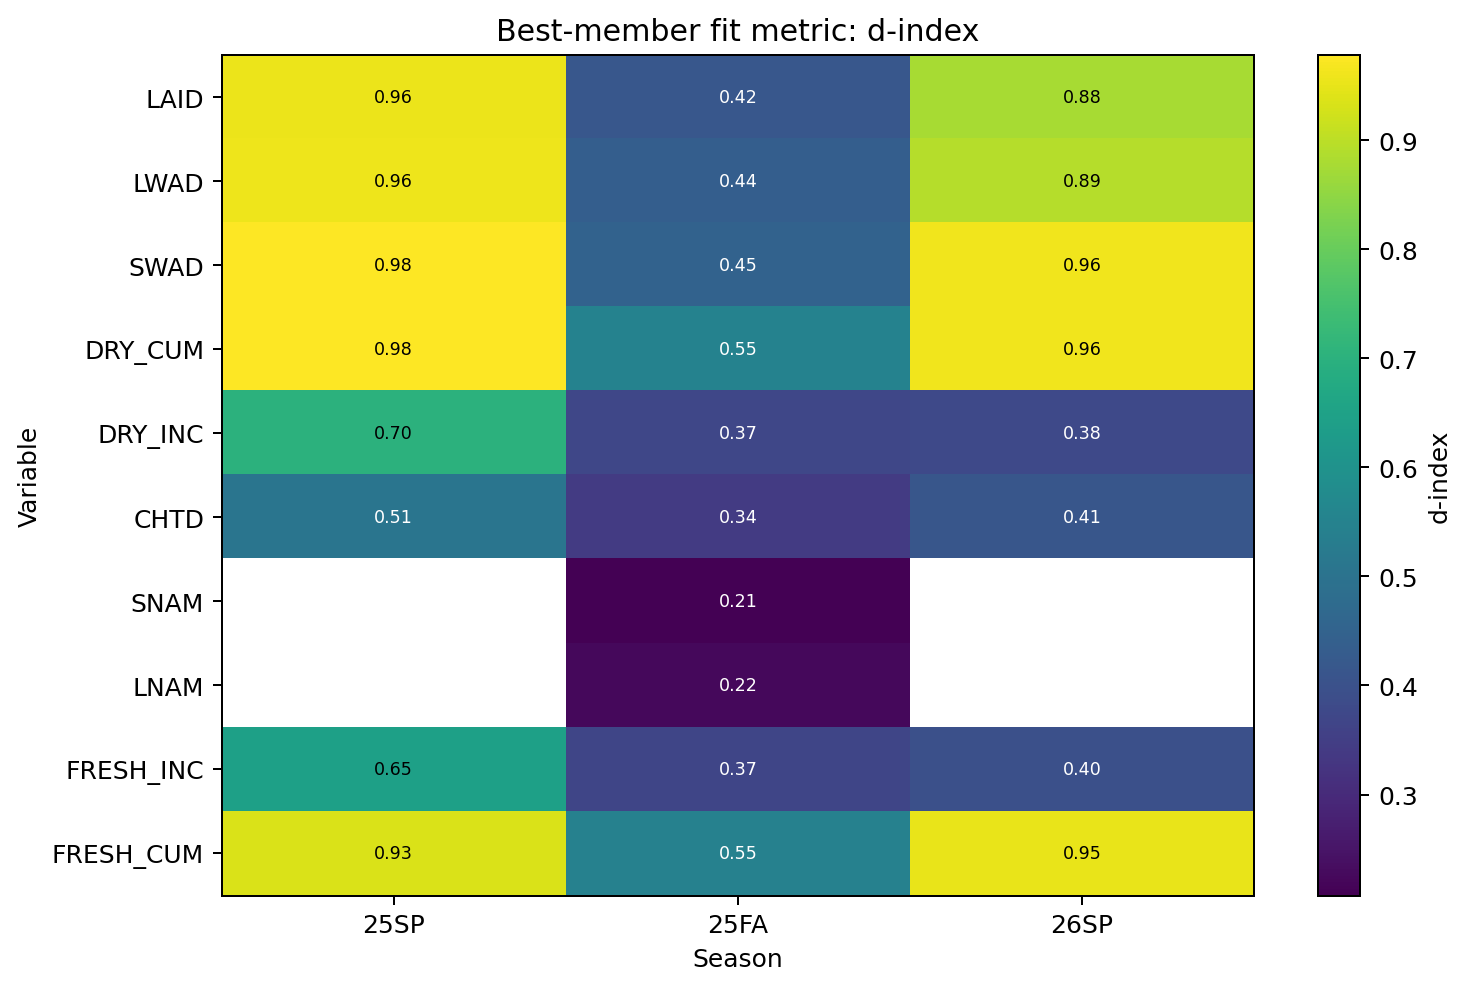 Best-member fit metric: d-index
LAID 0.96 0.42 0.88
LWAD 0.96 0.44 0.89
SWAD 0.98 0.45 0.96
DRY_CUM 0.98 0.55 0.96
DRY_INC 0.70 0.37 0.38
CHTD 0.51 0.34 0.41
SNAM 0.21
LNAM 0.22
FRESH_INC 0.65 0.37 0.40
FRESH_CUM 0.93 0.55 0.95
25SP 25FA 26SP
Season
Variable
0.9
0.8
0.7
0.6
0.5
0.4
0.3
d-index